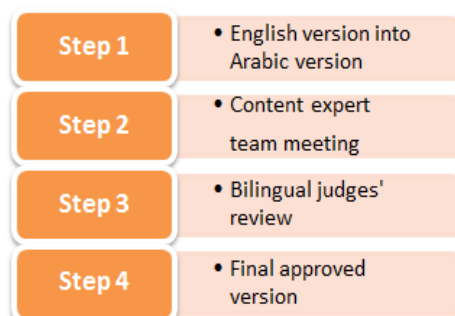 Step 1
• English version into
Arabic version
Step 2
• Content expert
team meeting
Step 3
• Bilingual judges'
review
Step 4
• Final approved
version